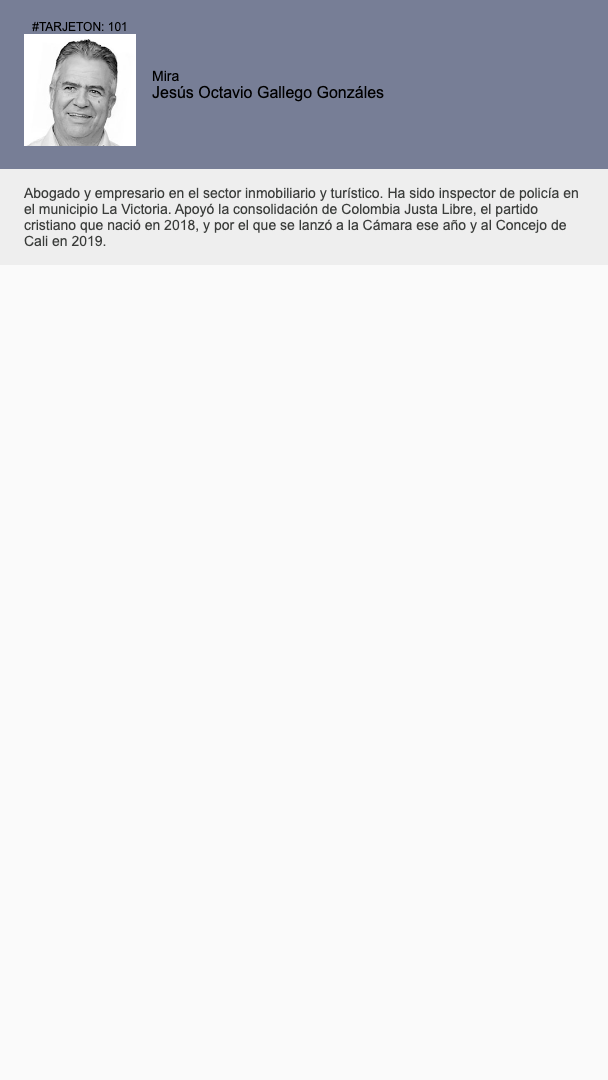 #TARJETON: 101
Mira
Jesús Octavio Gallego Gonzáles
Abogado y empresario en el sector inmobiliario y turístico. Ha sido inspector de policía en
el municipio La Victoria. Apoyó la consolidación de Colombia Justa Libre, el partido
cristiano que nació en 2018, y por el que se lanzó a la Cámara ese año y al Concejo de
Cali en 2019.